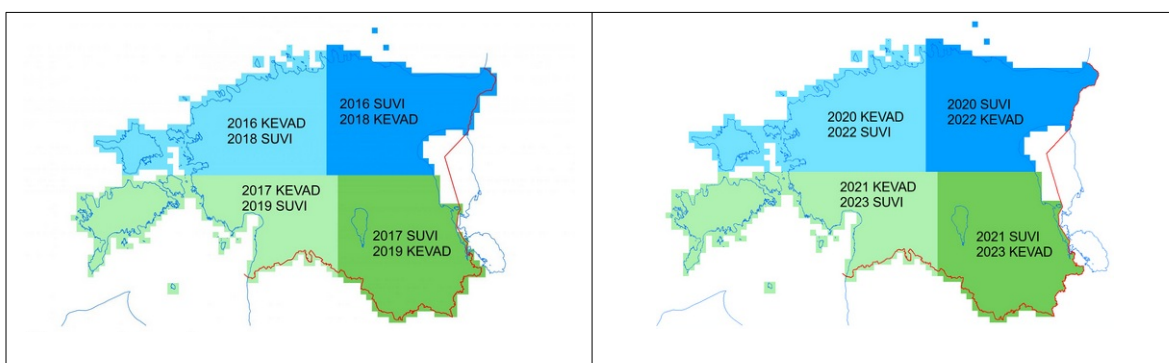 2016 KEVAD
2018 SUVI
2016 SUVI
2018 KEVAD
2017 KEVAD
2019 SUVI
2017 SUVI
2019 KEVAD
2020 KEVAD
2022 SUVI
2020 SUVI
2022 KEVAD
2021 KEVAD
2023 SUVI
2021 SUVI
2023 KEVAD